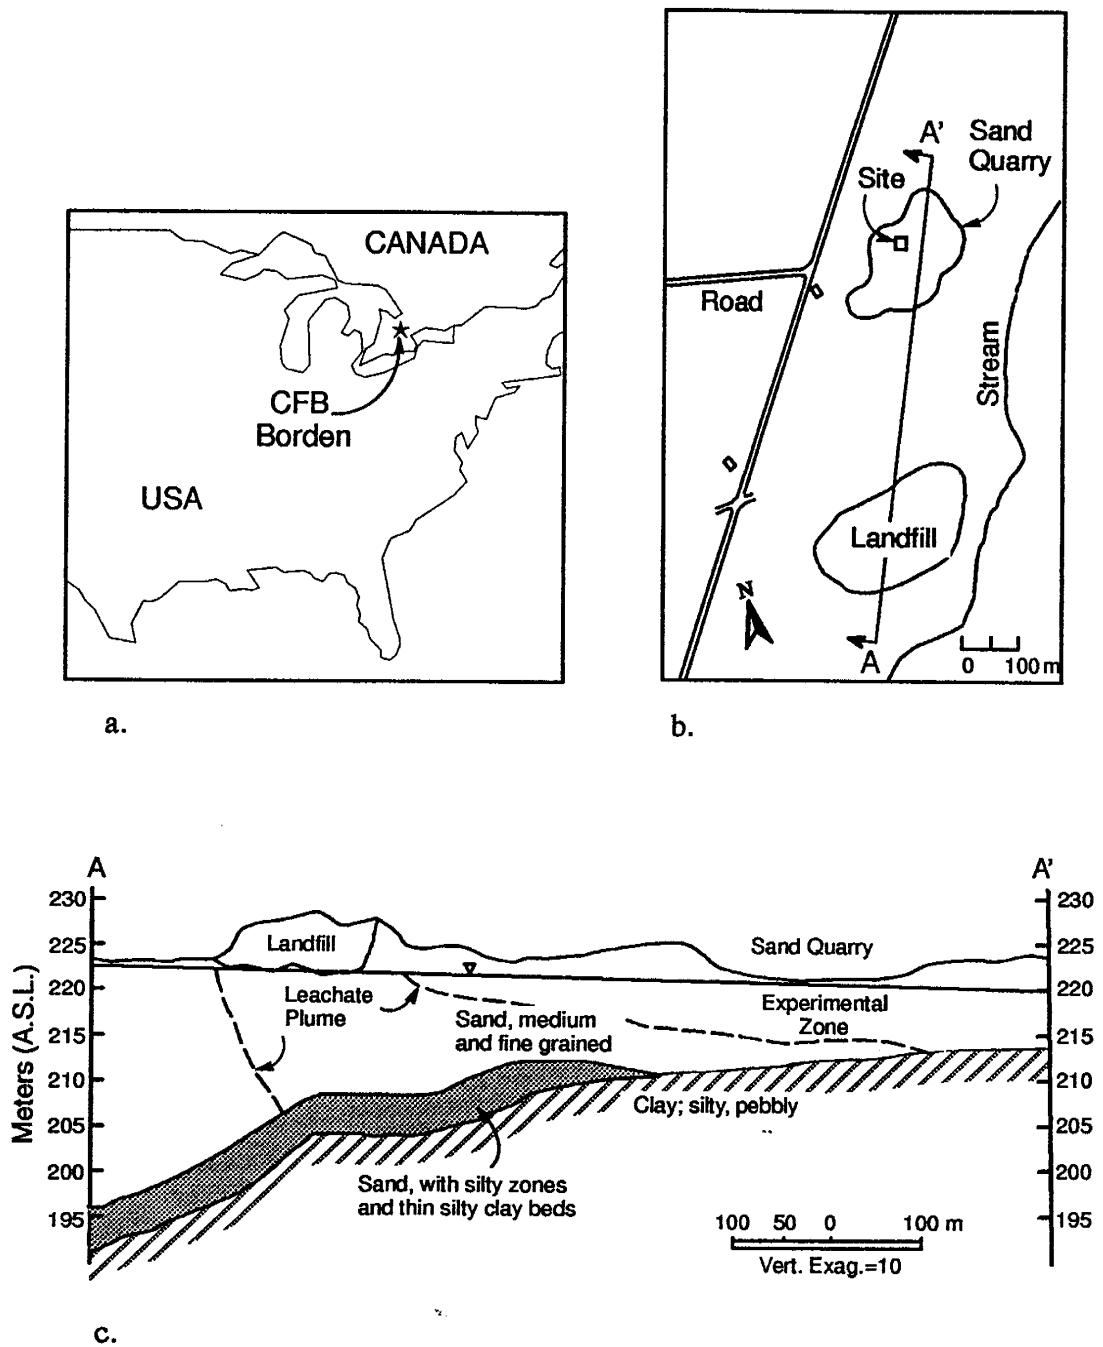 CANADA
CFB
Borden
USA
a.
A'
Sand
Quarry
Site
Road
Stream
Landfill
N
A
0 100 m
b.
A
A'
230
225
220
215
210
205
200
195
Meters (A.S.L.)
230
225
220
215
210
205
200
195
Landfill
Sand Quarry
Leachate
Plume
Experimental
Zone
Sand, medium
and fine grained
Clay; silty, pebbly
Sand, with silty zones
and thin silty clay beds
100 50 0 100 m
Vert. Exag.=10
c.